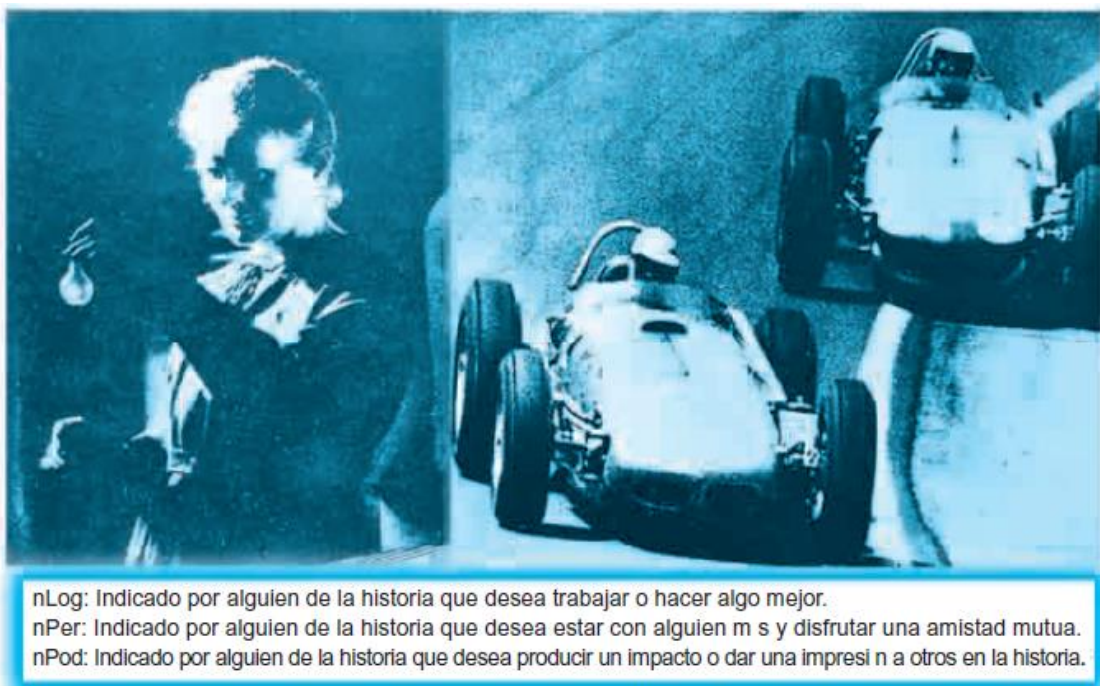 nLog: Indicado por alguien de la historia que desea trabajar o hacer algo mejor.
nPer: Indicado por alguien de la historia que desea estar con alguien m s y disfrutar una amistad mutua.
nPod: Indicado por alguien de la historia que desea producir un impacto o dar una impresi n a otros en la historia.